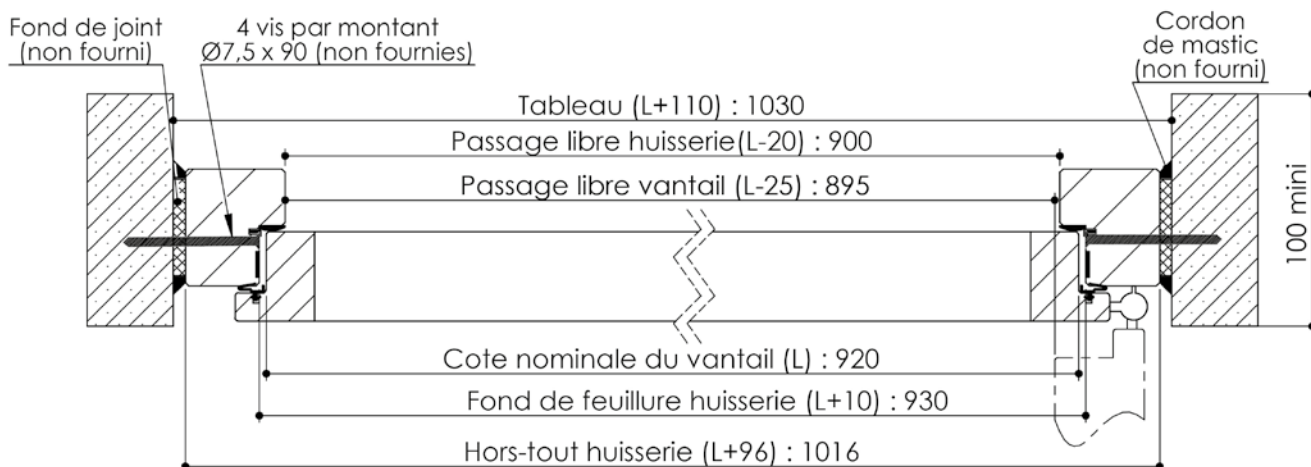 Fond de joint
(non fourni)
4 vis par montant
Ø7,5 x 90 (non fournies)
Cordon
de mastic
(non fourni)
Tableau (L+110) : 1030
Passage libre huisserie(L-20) : 900
Passage libre vantail (L-25) : 895
100 mini
Cote nominale du vantail (L) : 920
Fond de feuillure huisserie (L+10) : 930
Hors-tout huisserie (L+96) : 1016